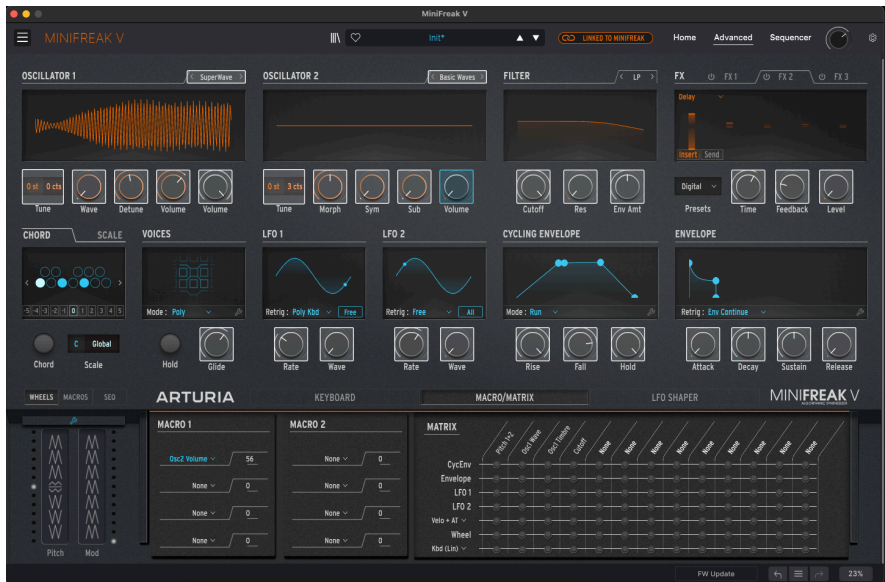 MiniFreak V
MINIFREAK V
Init*
LINKED TO MINIFREAK
Home
Advanced
Sequencer
OSCILLATOR 1
SuperWave
OSCILLATOR 2
Basic Waves
FILTER
LP
FX
FX 1
FX 2
FX 3
Delay
Insert Send
0 st 0 cts
Tune
Wave
Detune
Volume
Volume
0 st 3 cts
Tune
Morph
Sym
Sub
Volume
Cutoff
Res
Env Amt
Digital
Presets
Time
Feedback
Level
CHORD
SCALE
VOICES
LFO 1
LFO 2
CYCLING ENVELOPE
ENVELOPE
-5 -4 -3 -2 -1 0 1 2 3 4 5
Mode : Poly
Retrig : Poly Kbd
Free
Retrig : Free
All
Mode : Run
Retrig : Env Continue
Chord
C Global
Scale
Hold
Glide
Rate
Wave
Rate
Wave
Rise
Fall
Hold
Attack
Decay
Sustain
Release
WHEELS
MACROS
SEQ
ARTURIA
KEYBOARD
MACRO/MATRIX
LFO SHAPER
MINIFREAK V
ALGORITHMIC SYNTHESIZER
MACRO 1
Osc2 Volume 56
None 0
None 0
None 0
MACRO 2
None 0
None 0
None 0
None 0
MATRIX
Pitch 1+2
Osc1 Wave
Osc1 Timbre
Cutoff
None
None
None
None
None
None
None
None
None
CycEnv
Envelope
LFO 1
LFO 2
Velo + AT
Wheel
Kbd (Lin)
Pitch
Mod
FW Update
23%